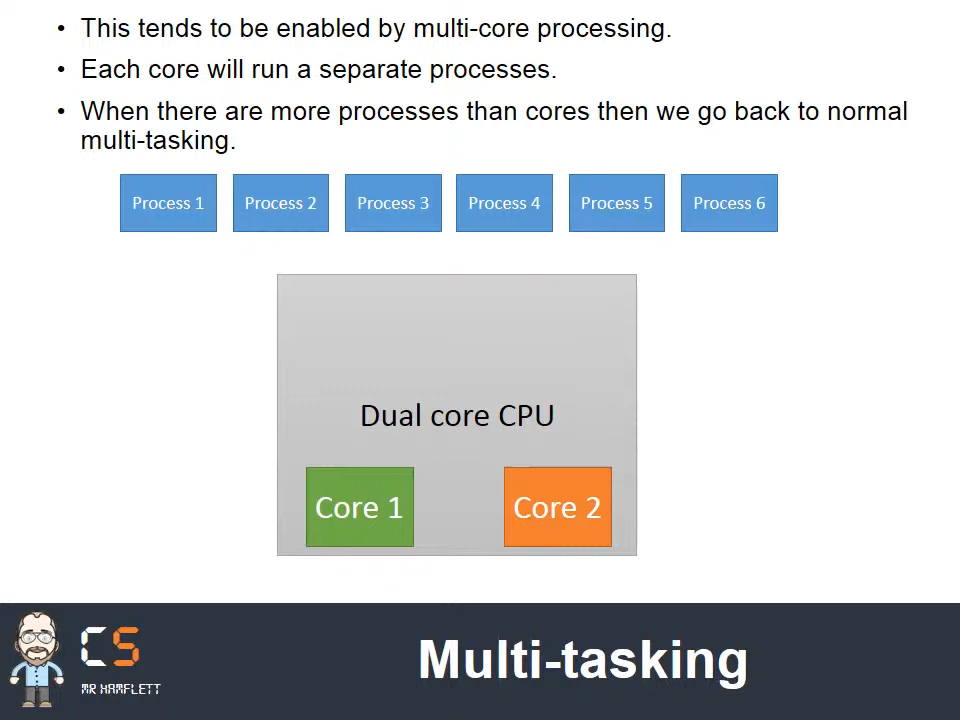 • This tends to be enabled by multi-core processing.
• Each core will run a separate processes.
• When there are more processes than cores then we go back to normal
multi-tasking.
Process 1 Process 2 Process 3 Process 4 Process 5 Process 6
Dual core CPU
Core 1 Core 2
CS
MR HAMFLETT
Multi-tasking